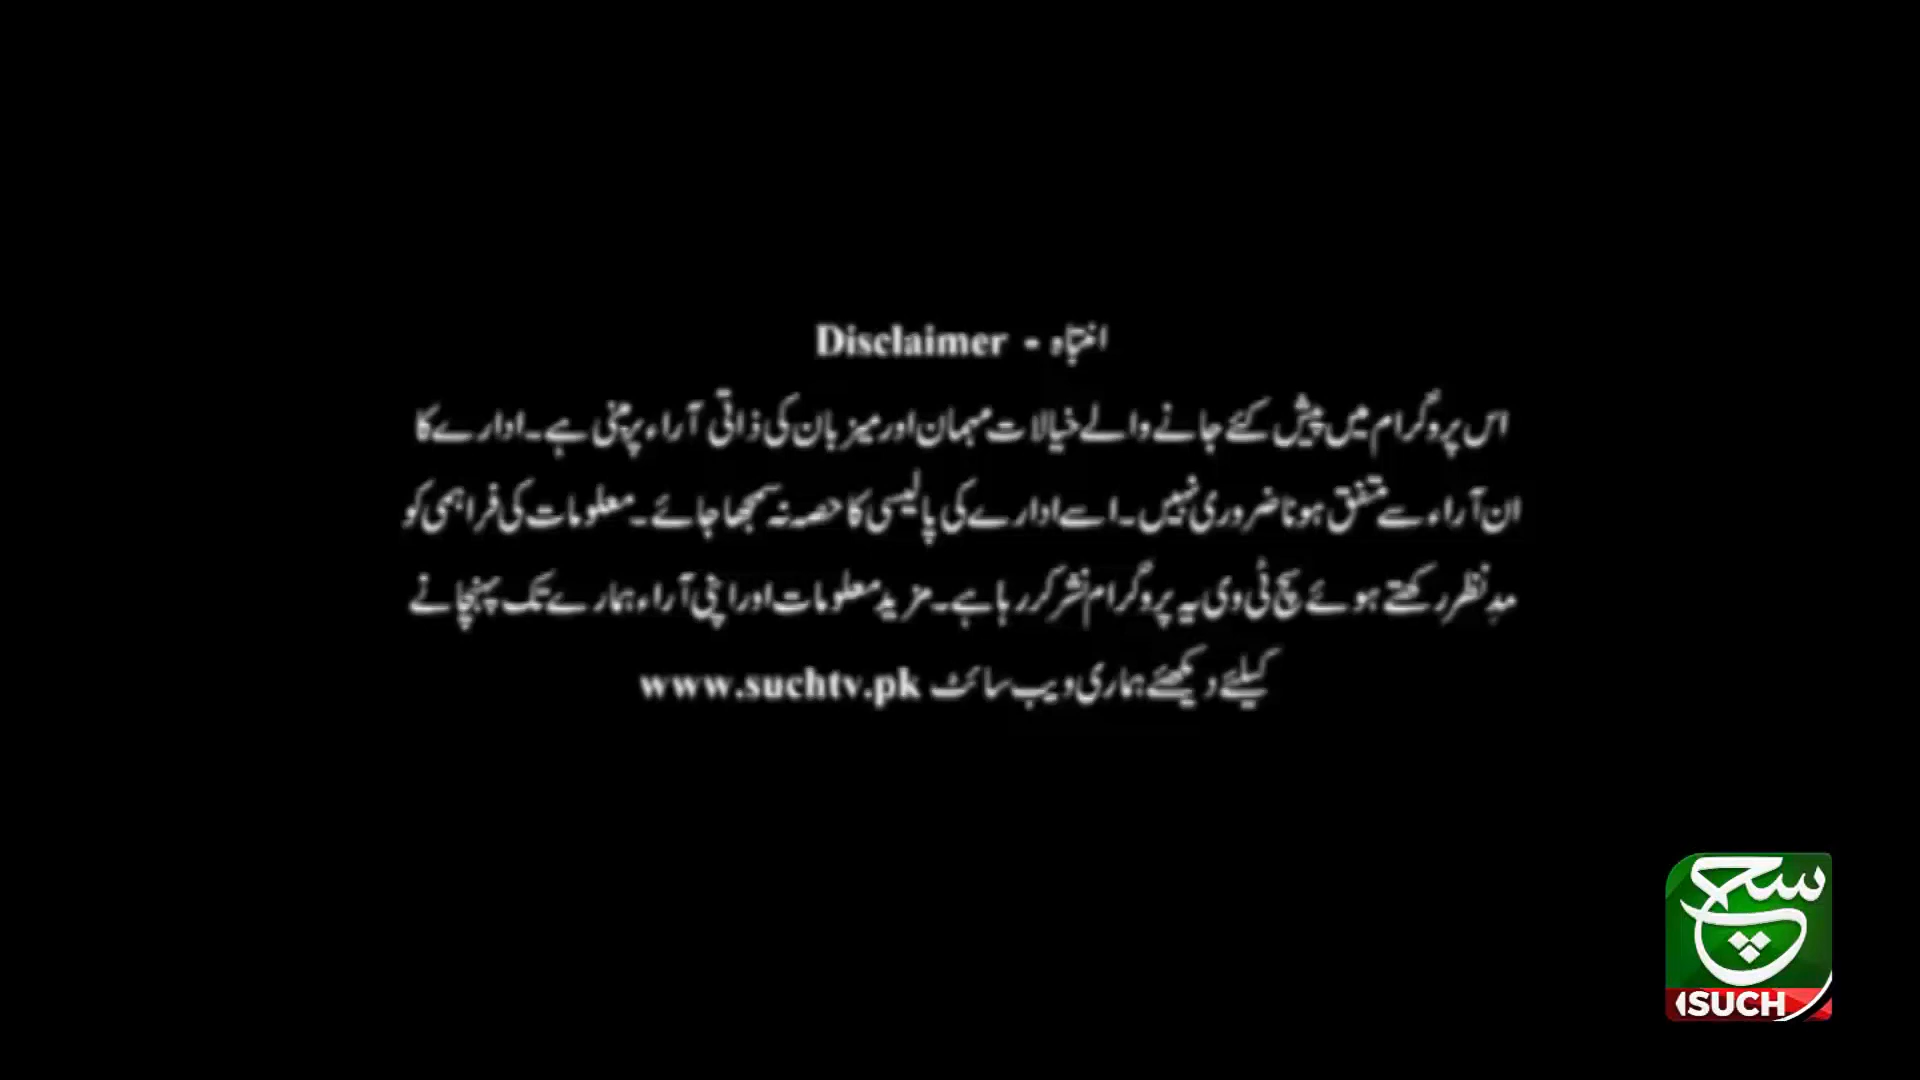 انتباہ - Disclaimer
اس پروگرام میں پیش کئے جانے والے خیالات مہمان اور میزبان کی ذاتی آراء پر مبنی ہے۔ ادارے کا
ان آراء سے متفق ہونا ضروری نہیں۔ اسے ادارے کی پالیسی کا حصہ نہ سمجھا جائے۔ معلومات کی فراہمی کو
مدِنظر رکھتے ہوئے سچ ٹی وی یہ پروگرام نشر کر رہا ہے۔ مزید معلومات اور اپنی آراء ہمارے تک پہنچانے
کیلئے دیکھئے ہماری ویب سائٹ www.suchtv.pk
سچ
SUCH